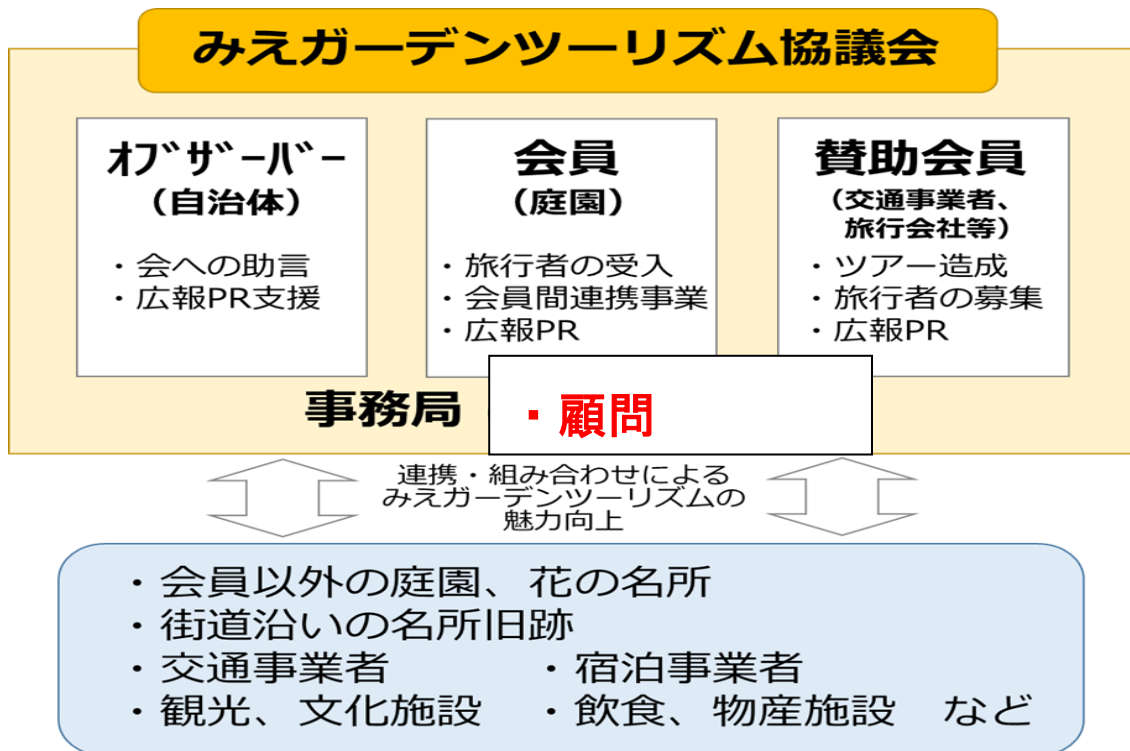 みえガーデンツーリズム協議会
ｵﾌﾞｻﾞｰﾊﾞｰ
（自治体）
・会への助言
・広報PR支援
会員
（庭園）
・旅行者の受入
・会員間連携事業
・広報PR
賛助会員
（交通事業者、
旅行会社等）
・ツアー造成
・旅行者の募集
・広報PR
事務局
・顧問
連携・組み合わせによる
みえガーデンツーリズムの
魅力向上
・会員以外の庭園、花の名所
・街道沿いの名所旧跡
・交通事業者　・宿泊事業者
・観光、文化施設　・飲食、物産施設　など